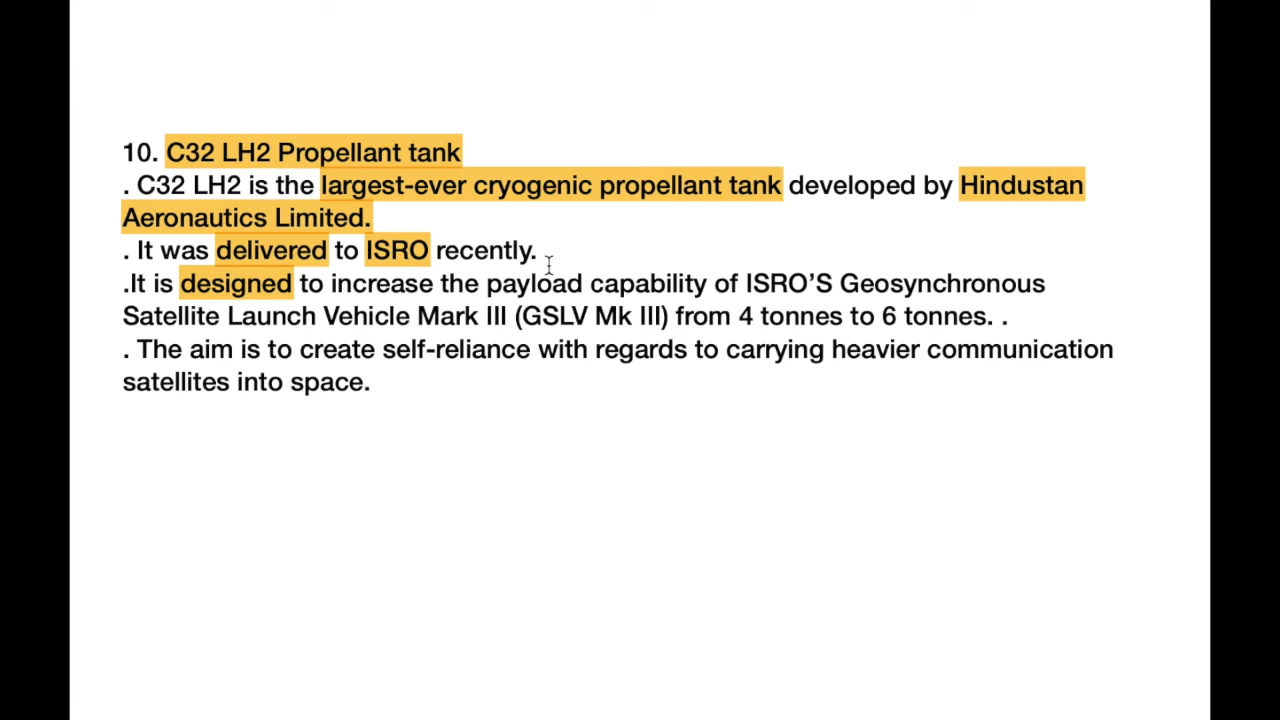 10. C32 LH2 Propellant tank
. C32 LH2 is the largest-ever cryogenic propellant tank developed by Hindustan
Aeronautics Limited.
. It was delivered to ISRO recently.
.It is designed to increase the payload capability of ISRO’S Geosynchronous
Satellite Launch Vehicle Mark III (GSLV Mk III) from 4 tonnes to 6 tonnes. .
. The aim is to create self-reliance with regards to carrying heavier communication
satellites into space.